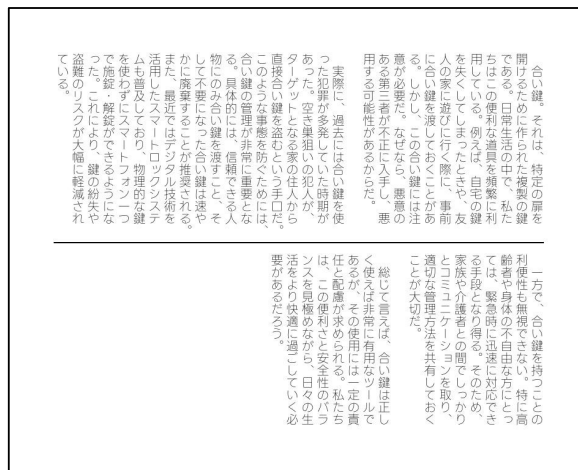 合い鍵。それは、特定の扉を
開けるために作られた複製の鍵
である。日常生活の中で、私た
ちはこの便利な道具を頻繁に利
用している。例えば、自宅の鍵
を失くしてしまったときや、友
人の家に遊びに行く際に、事前
に合い鍵を渡しておくことがあ
る。しかし、この合い鍵には注
意が必要だ。なぜなら、悪意の
ある第三者が不正に入手し、悪
用する可能性があるからだ。
実際に、過去には合い鍵を使
った犯罪が多発していた時期が
あった。空き巣狙いの犯人が、
ターゲットとなる家の住人から
直接合い鍵を盗むという手口だ。
このような事態を防ぐためには、
合い鍵の管理が非常に重要とな
る。具体的には、信頼できる人
物にのみ合い鍵を渡すこと、そ
して不要になった合い鍵は速や
かに廃棄することが推奨される。
また、最近ではデジタル技術を
活用したスマートロックシステ
ムも普及しており、物理的な鍵
を使わずにスマートフォン一つ
で施錠・解錠ができるようにな
った。これにより、鍵の紛失や
盗難のリスクが大幅に軽減され
ている。
一方で、合い鍵を持つことの
利便性も無視できない。特に高
齢者や身体の不自由な方にとっ
ては、緊急時に迅速に対応でき
る手段となり得る。そのため、
家族や介護者との間でしっかり
とコミュニケーションを取り、
適切な管理方法を共有しておく
ことが大切だ。
総じて言えば、合い鍵は正し
く使えば非常に有用なツールで
あるが、その使用には一定の責
任と配慮が求められる。私たち
は、この便利さと安全性のバラ
ンスを見極めながら、日々の生
活をより快適に過ごしていく必
要があるだろう。